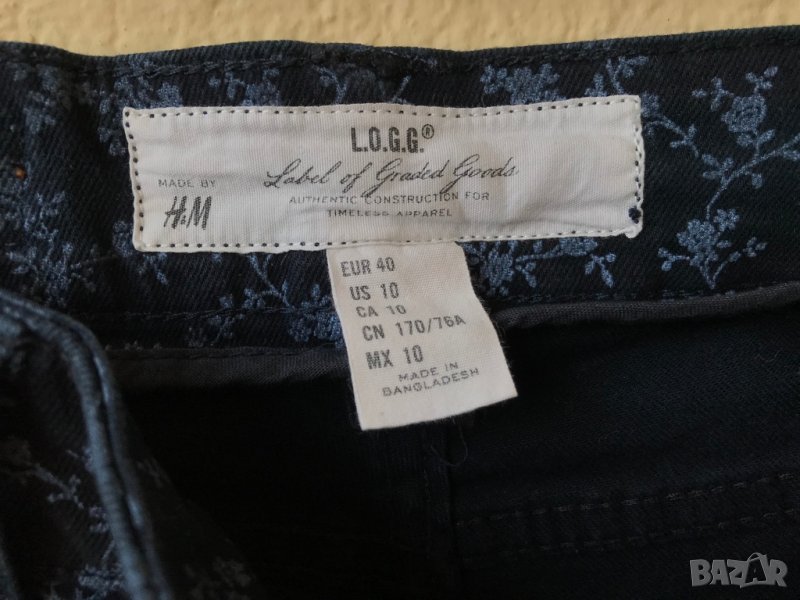 L.O.G.G.®
Label of Graded Goods
MADE BY
H&M
AUTHENTIC CONSTRUCTION FOR
TIMELESS APPAREL
EUR 40
US 10
CA 10
CN 170/76A
MX 10
MADE IN
BANGLADESH
BAZAR